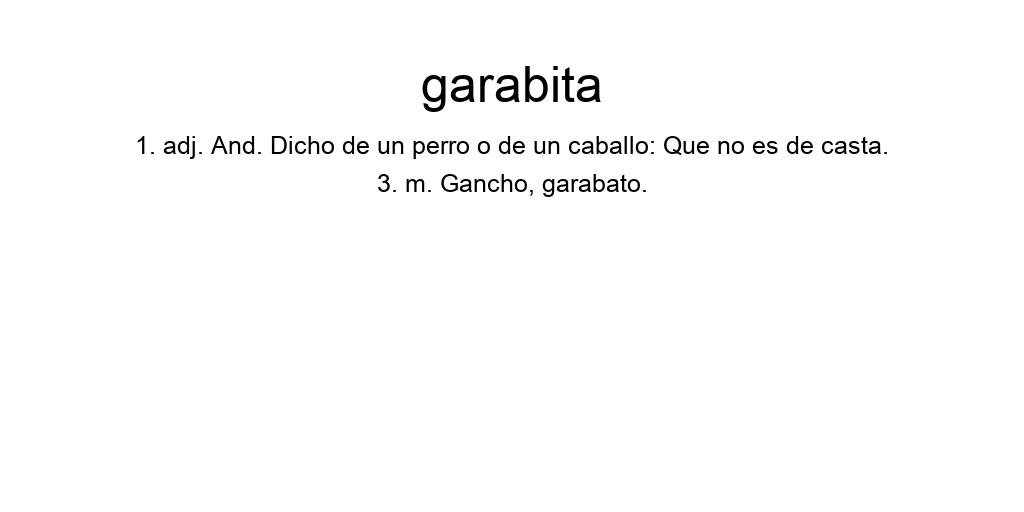 garabita
1. adj. And. Dicho de un perro o de un caballo: Que no es de casta.
3. m. Gancho, garabato.